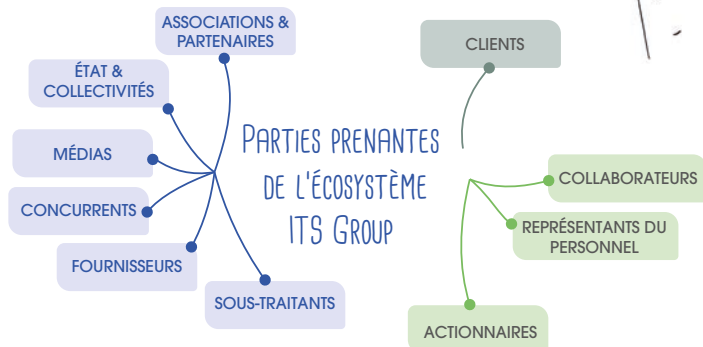 ASSOCIATIONS &
PARTENAIRES
ÉTAT &
COLLECTIVITÉS
MÉDIAS
CONCURRENTS
FOURNISSEURS
SOUS-TRAITANTS
PARTIES PRENANTES
DE L'ÉCOSYSTÈME
ITS GROUP
CLIENTS
COLLABORATEURS
REPRÉSENTANTS DU
PERSONNEL
ACTIONNAIRES